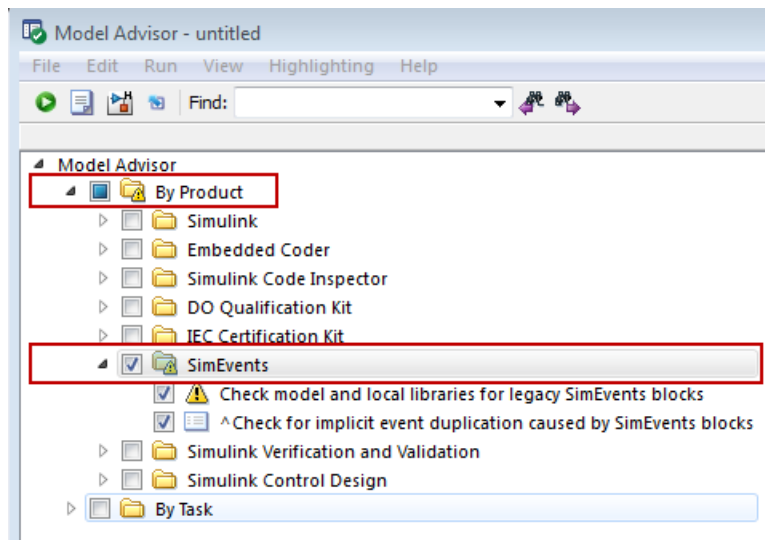 Model Advisor - untitled
File Edit Run View Highlighting Help
Find:
Model Advisor
By Product
Simulink
Embedded Coder
Simulink Code Inspector
DO Qualification Kit
IEC Certification Kit
SimEvents
Check model and local libraries for legacy SimEvents blocks
^Check for implicit event duplication caused by SimEvents blocks
Simulink Verification and Validation
Simulink Control Design
By Task